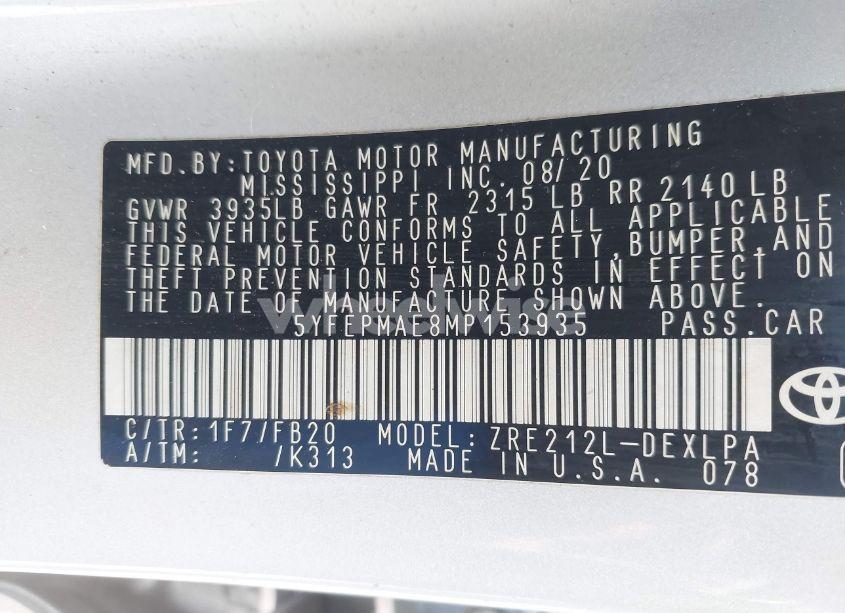 MFD.BY:TOYOTA MOTOR MANUFACTURING
MISSISSIPPI INC. 08/20
GVWR 3935LB GAWR FR 2315 LB RR 2140 LB
THIS VEHICLE CONFORMS TO ALL APPLICABLE
FEDERAL MOTOR VEHICLE SAFETY, BUMPER, AND
THEFT PREVENTION STANDARDS IN EFFECT ON
THE DATE OF MANUFACTURE SHOWN ABOVE.
wheelwise
5YFEPMAE8MP153935 PASS.CAR
C/TR: 1F7/FB20 MODEL: ZRE212L-DEXLPA
A/TM: /K313 MADE IN U.S.A. 078